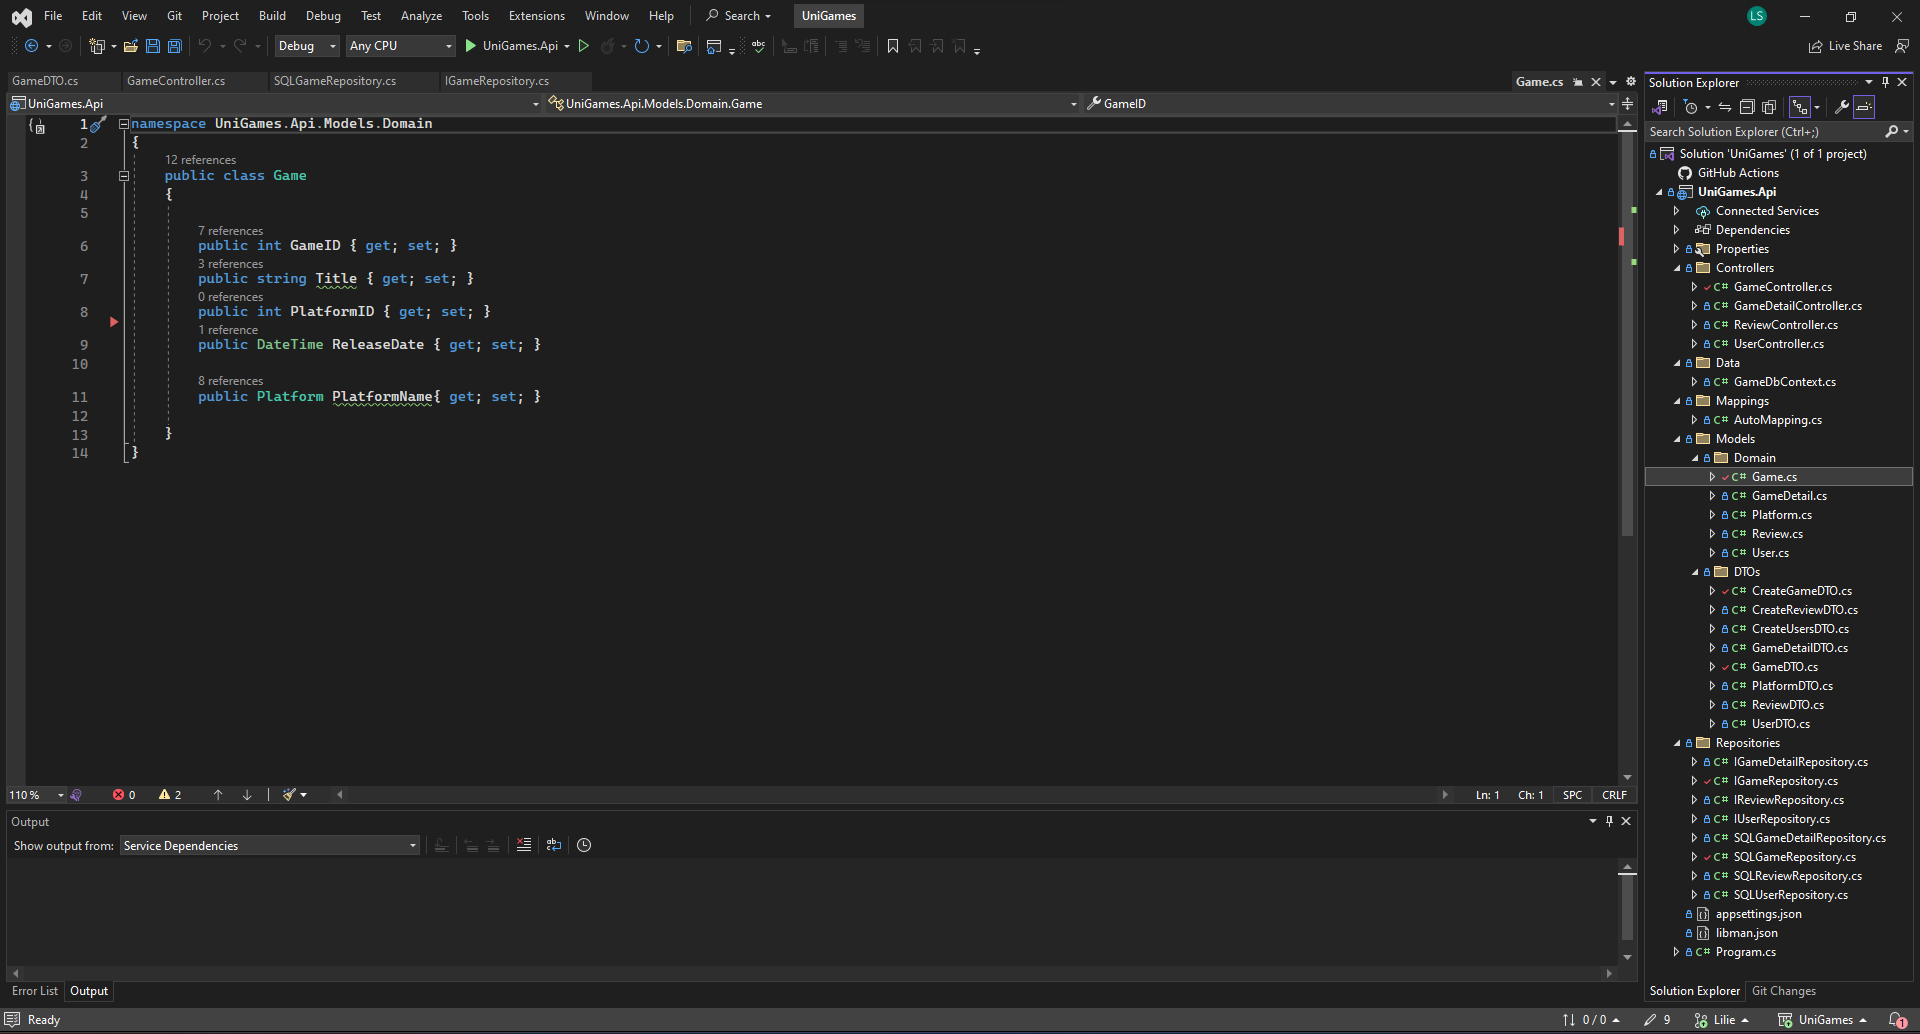 File Edit View Git Project Build Debug Test Analyze Tools Extensions Window Help Search UniGames LS
Debug Any CPU UniGames.Api Live Share
GameDTO.cs GameController.cs SQLGameRepository.cs IGameRepository.cs Game.cs
UniGames.Api UniGames.Api.Models.Domain.Game GameID
1 namespace UniGames.Api.Models.Domain
2 {
12 references
3 public class Game
4 {
5
7 references
6 public int GameID { get; set; }
3 references
7 public string Title { get; set; }
0 references
8 public int PlatformID { get; set; }
1 reference
9 public DateTime ReleaseDate { get; set; }
10
8 references
11 public Platform PlatformName{ get; set; }
12
13 }
14 }
110 % 0 2 Ln: 1 Ch: 1 SPC CRLF
Output
Show output from: Service Dependencies
Error List Output
Solution Explorer
Search Solution Explorer (Ctrl+;)
Solution 'UniGames' (1 of 1 project)
GitHub Actions
UniGames.Api
Connected Services
Dependencies
Properties
Controllers
C# GameController.cs
C# GameDetailController.cs
C# ReviewController.cs
C# UserController.cs
Data
C# GameDbContext.cs
Mappings
C# AutoMapping.cs
Models
Domain
C# Game.cs
C# GameDetail.cs
C# Platform.cs
C# Review.cs
C# User.cs
DTOs
C# CreateGameDTO.cs
C# CreateReviewDTO.cs
C# CreateUsersDTO.cs
C# GameDetailDTO.cs
C# GameDTO.cs
C# PlatformDTO.cs
C# ReviewDTO.cs
C# UserDTO.cs
Repositories
C# IGameDetailRepository.cs
C# IGameRepository.cs
C# IReviewRepository.cs
C# IUserRepository.cs
C# SQLGameDetailRepository.cs
C# SQLGameRepository.cs
C# SQLReviewRepository.cs
C# SQLUserRepository.cs
appsettings.json
libman.json
C# Program.cs
Solution Explorer Git Changes
Ready 0 / 0 9 Lilie UniGames 1